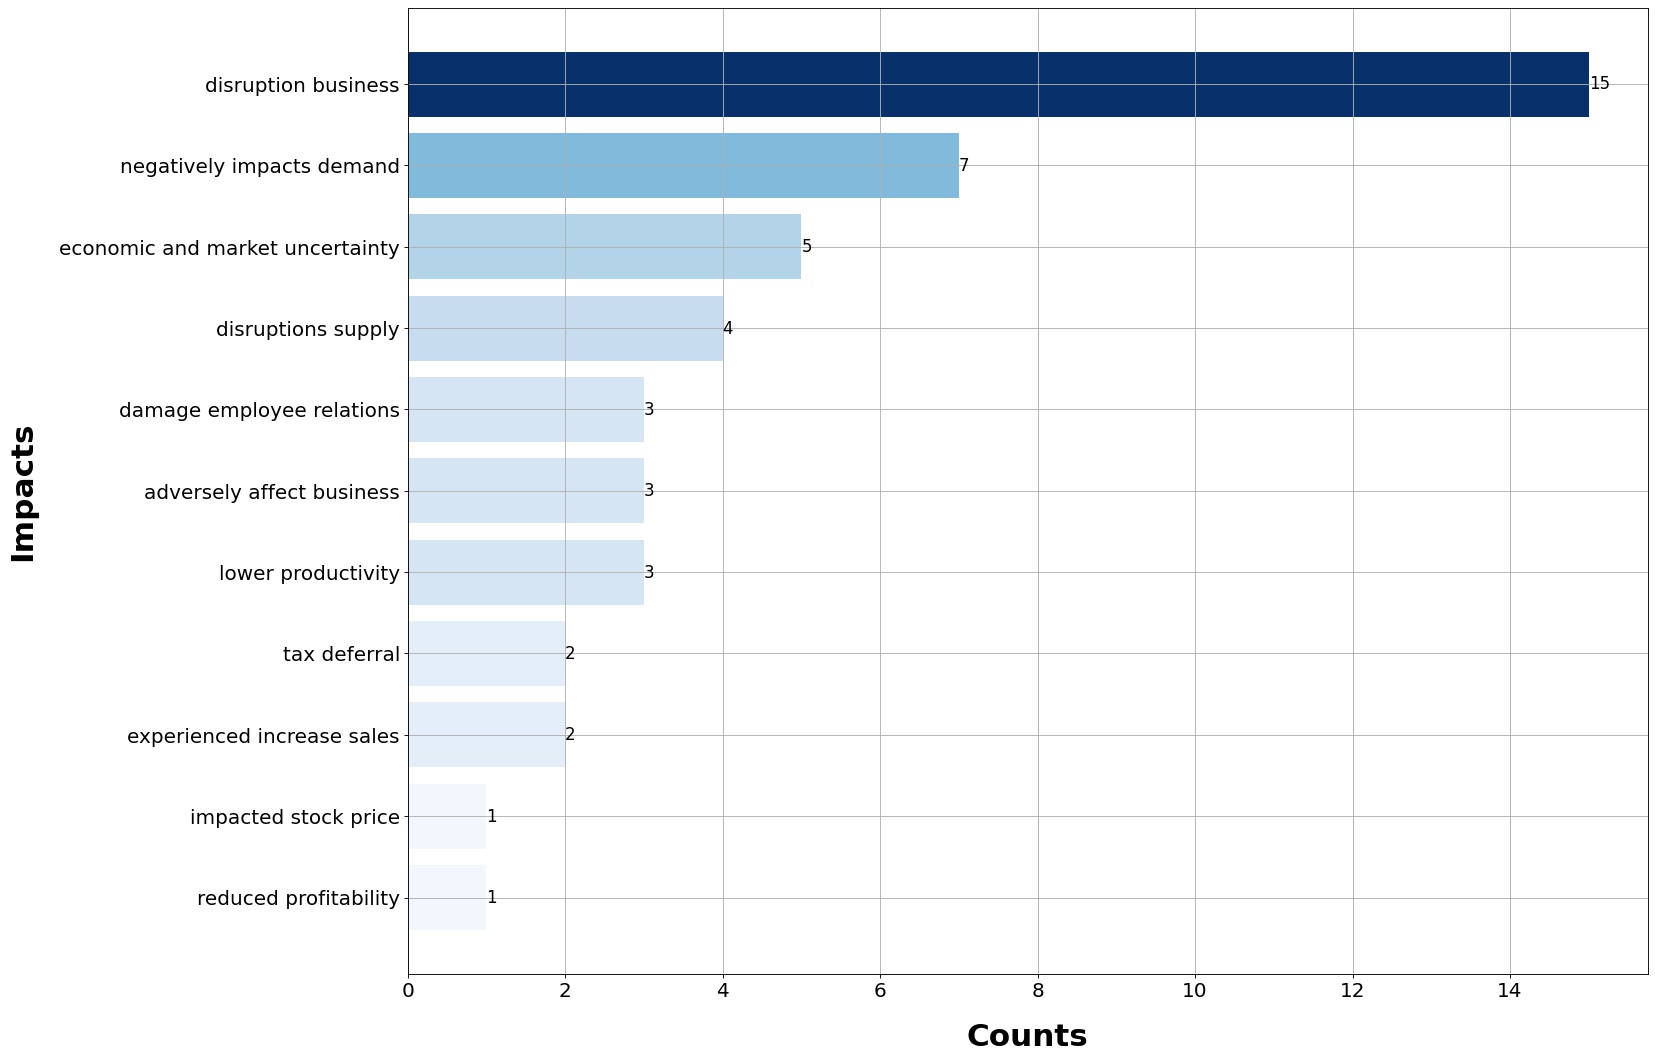 disruption business
15
negatively impacts demand
7
economic and market uncertainty
5
disruptions supply
4
damage employee relations
3
adversely affect business
3
lower productivity
3
tax deferral
2
experienced increase sales
2
impacted stock price
1
reduced profitability
1
Impacts
0 2 4 6 8 10 12 14
Counts